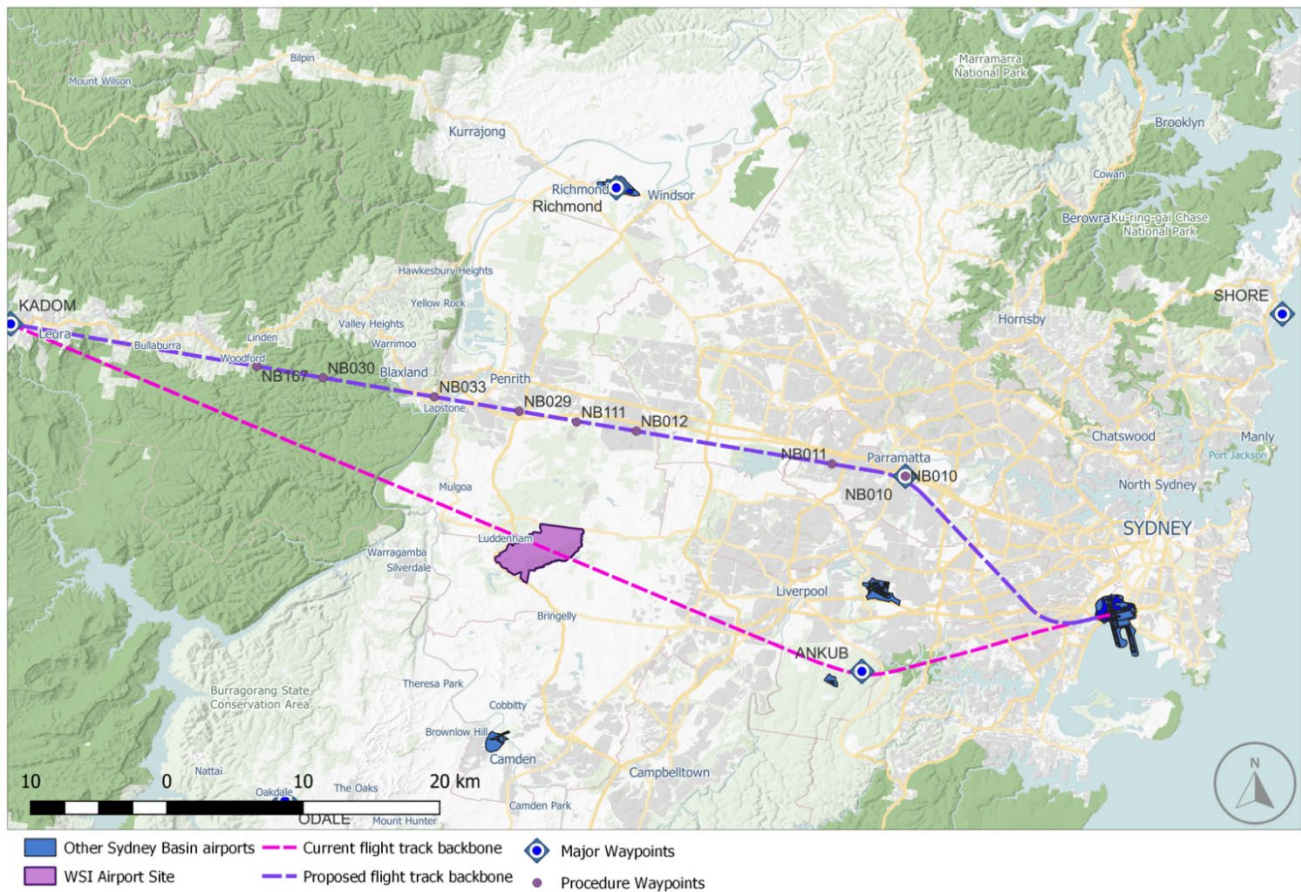 Mount Wilson
Bilpin
Marramarra
National Park
Brooklyn
Kurrajong
Cowan
Richmond
Windsor
Richmond
Berowra
Ku-ring-gai Chase
National Park
Hawkesbury Heights
Yellow Rock
SHORE
KADOM
Leura
Linden
Valley Heights
Hornsby
Bullaburra
Warrimoo
Woodford
NB167
NB030
Blaxland
Penrith
NB033
Lapstone
NB029
NB111
NB012
Chatswood
Manly
Port Jackson
NB011
Parramatta
NB010
NB010
North Sydney
Mulgoa
SYDNEY
Luddenham
Warragamba
Silverdale
Liverpool
Bringelly
ANKUB
Theresa Park
Burragorang State
Conservation Area
Cobbitty
Brownlow Hill
Camden
Nattai
Campbelltown
N
10 0 10 20 km
Oakdale
The Oaks
Camden Park
ODALE
Mount Hunter
Other Sydney Basin airports
Current flight track backbone
Major Waypoints
WSI Airport Site
Proposed flight track backbone
Procedure Waypoints